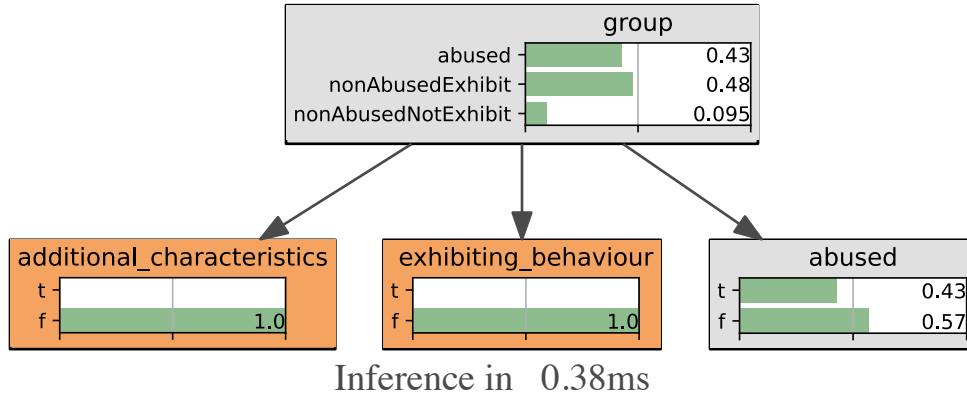 group
abused 0.43
nonAbusedExhibit 0.48
nonAbusedNotExhibit 0.095
additional_characteristics
t
f 1.0
exhibiting_behaviour
t
f 1.0
abused
t 0.43
f 0.57
Inference in 0.38ms